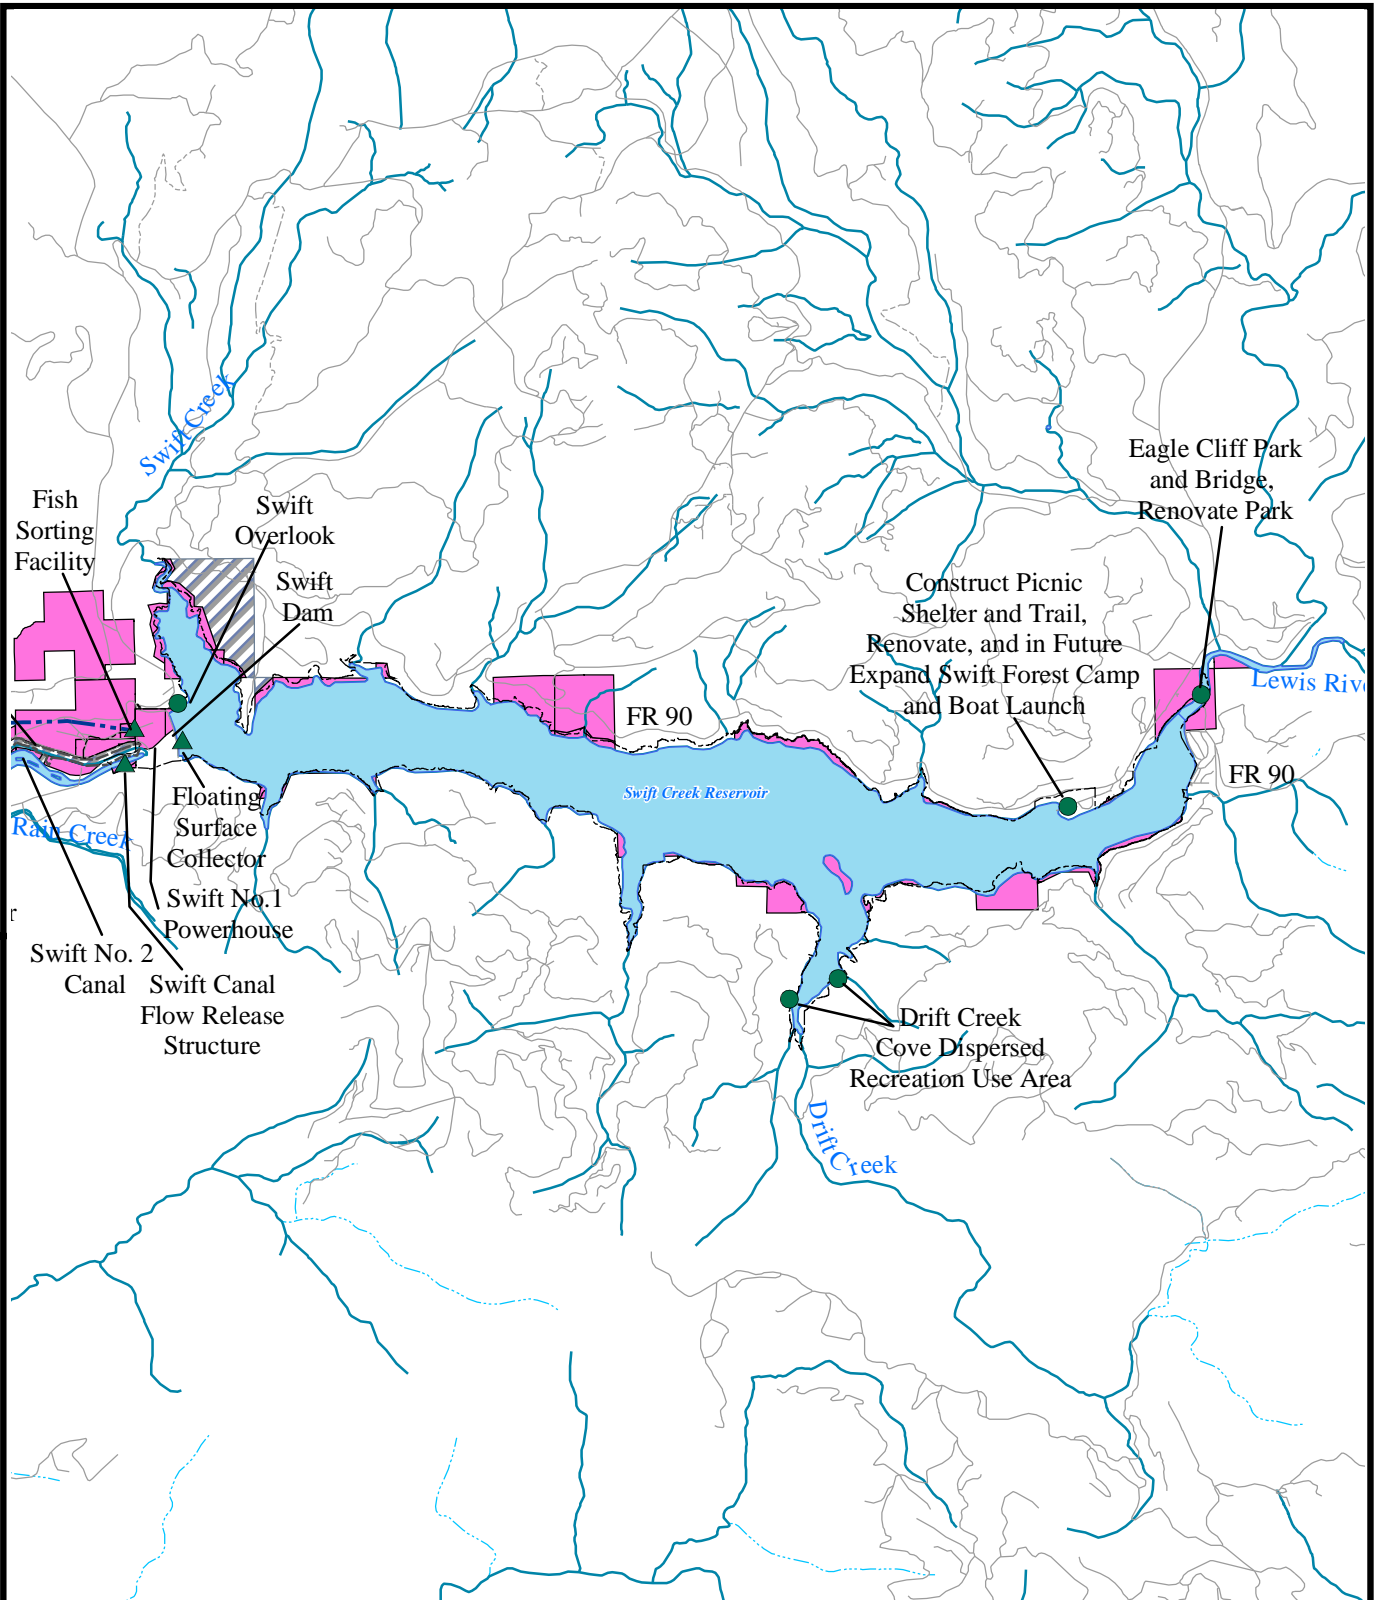 Swift Creek
Eagle Cliff Park
and Bridge,
Renovate Park
Fish
Sorting
Facility
Swift
Overlook
Swift
Dam
Construct Picnic
Shelter and Trail,
Renovate, and in Future
Expand Swift Forest Camp
and Boat Launch
Lewis Rive
FR 90
FR 90
Swift Creek Reservoir
Floating
Surface
Collector
Rain Creek
Swift No.1
Powerhouse
r
Swift No. 2
Canal
Swift Canal
Flow Release
Structure
Drift Creek
Cove Dispersed
Recreation Use Area
Drift Creek